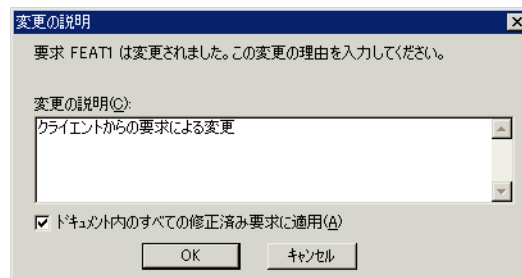 変更の説明
要求 FEAT1 は変更されました。この変更の理由を入力してください。
変更の説明(C):
クライエントからの要求による変更
ドキュメント内のすべての修正済み要求に適用(A)
OK キャンセル